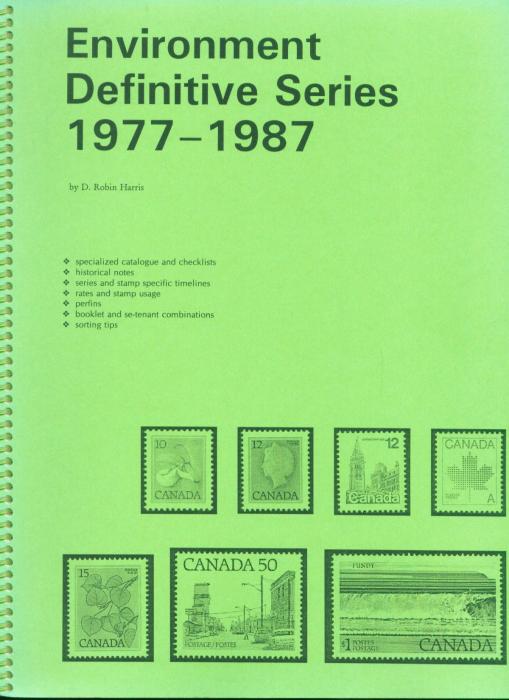 Environment
Definitive Series
1977–1987
by D. Robin Harris
❖ specialized catalogue and checklists
❖ historical notes
❖ series and stamp specific timelines
❖ rates and stamp usage
❖ perfins
❖ booklet and se-tenant combinations
❖ sorting tips
10
CANADA
12
CANADA
12
Canada
CANADA
A
15
CANADA
CANADA 50
POSTAGE/POSTES
FUNDY
$1 POSTES
POSTAGE
CANADA